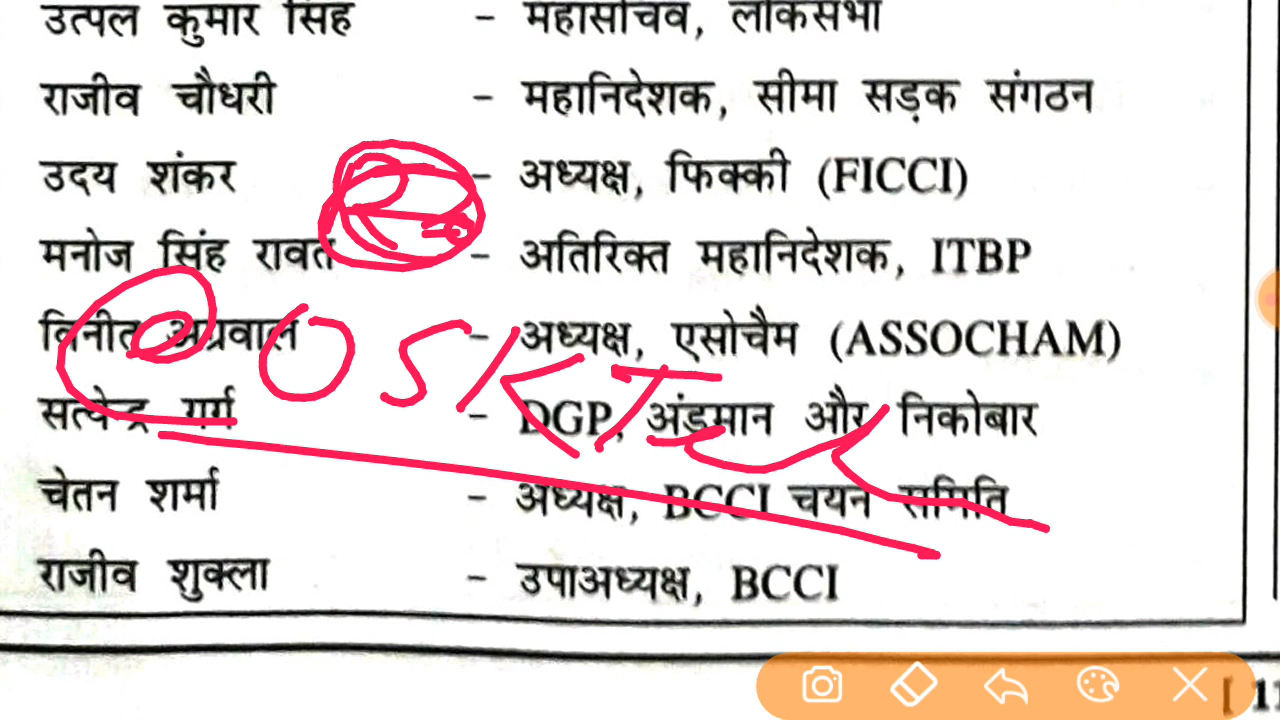 उत्पल कुमार सिंह - महासचिव, लोकसभा
राजीव चौधरी - महानिदेशक, सीमा सड़क संगठन
उदय शंकर - अध्यक्ष, फिक्की (FICCI)
मनोज सिंह रावत - अतिरिक्त महानिदेशक, ITBP
विनीत अग्रवाल - अध्यक्ष, एसोचैम (ASSOCHAM)
सत्येन्द्र गर्ग - DGP, अंडमान और निकोबार
चेतन शर्मा - अध्यक्ष, BCCI चयन समिति
राजीव शुक्ला - उपाअध्यक्ष, BCCI